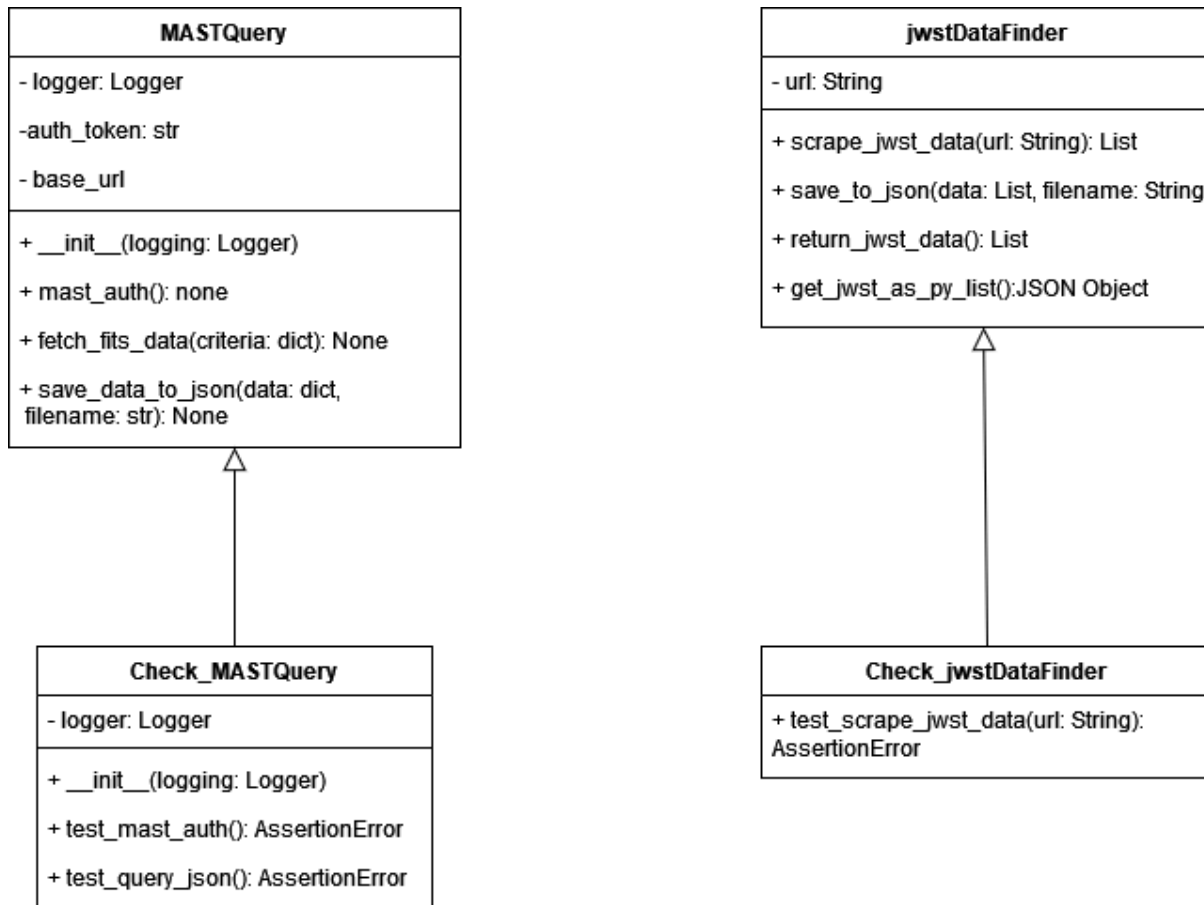 MASTQuery
- logger: Logger
-auth_token: str
- base_url
+ __init__(logging: Logger)
+ mast_auth(): none
+ fetch_fits_data(criteria: dict): None
+ save_data_to_json(data: dict,
filename: str): None
jwstDataFinder
- url: String
+ scrape_jwst_data(url: String): List
+ save_to_json(data: List, filename: String
+ return_jwst_data(): List
+ get_jwst_as_py_list():JSON Object
Check_MASTQuery
- logger: Logger
+ __init__(logging: Logger)
+ test_mast_auth(): AssertionError
+ test_query_json(): AssertionError
Check_jwstDataFinder
+ test_scrape_jwst_data(url: String):
AssertionError